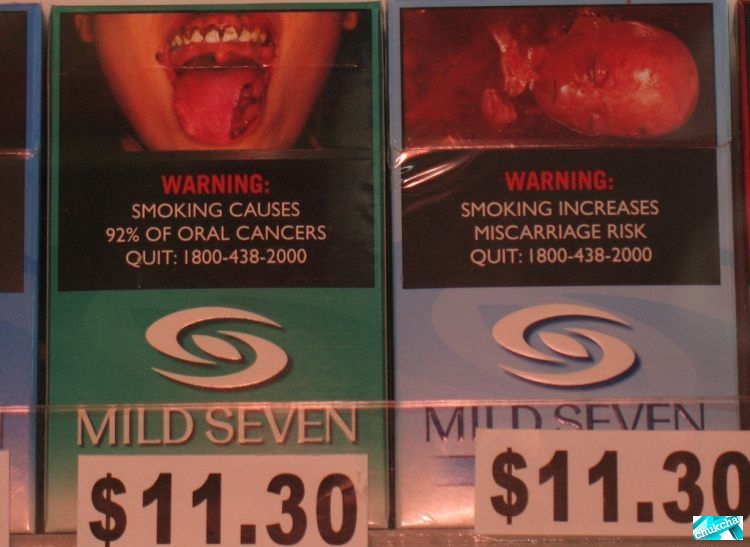 WARNING:
SMOKING CAUSES
92% OF ORAL CANCERS
QUIT: 1800-438-2000
MILD SEVEN
$11.30
WARNING:
SMOKING INCREASES
MISCARRIAGE RISK
QUIT: 1800-438-2000
MILD SEVEN
$11.30
chukcha